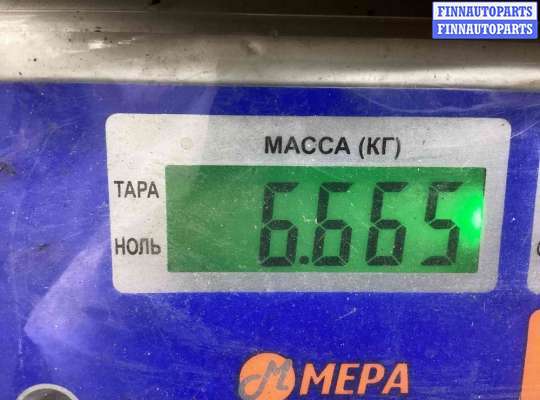 FINNAUTOPARTS
FINNAUTOPARTS
МАССА (КГ)
ТАРА
6.665
НОЛЬ
МЕРА